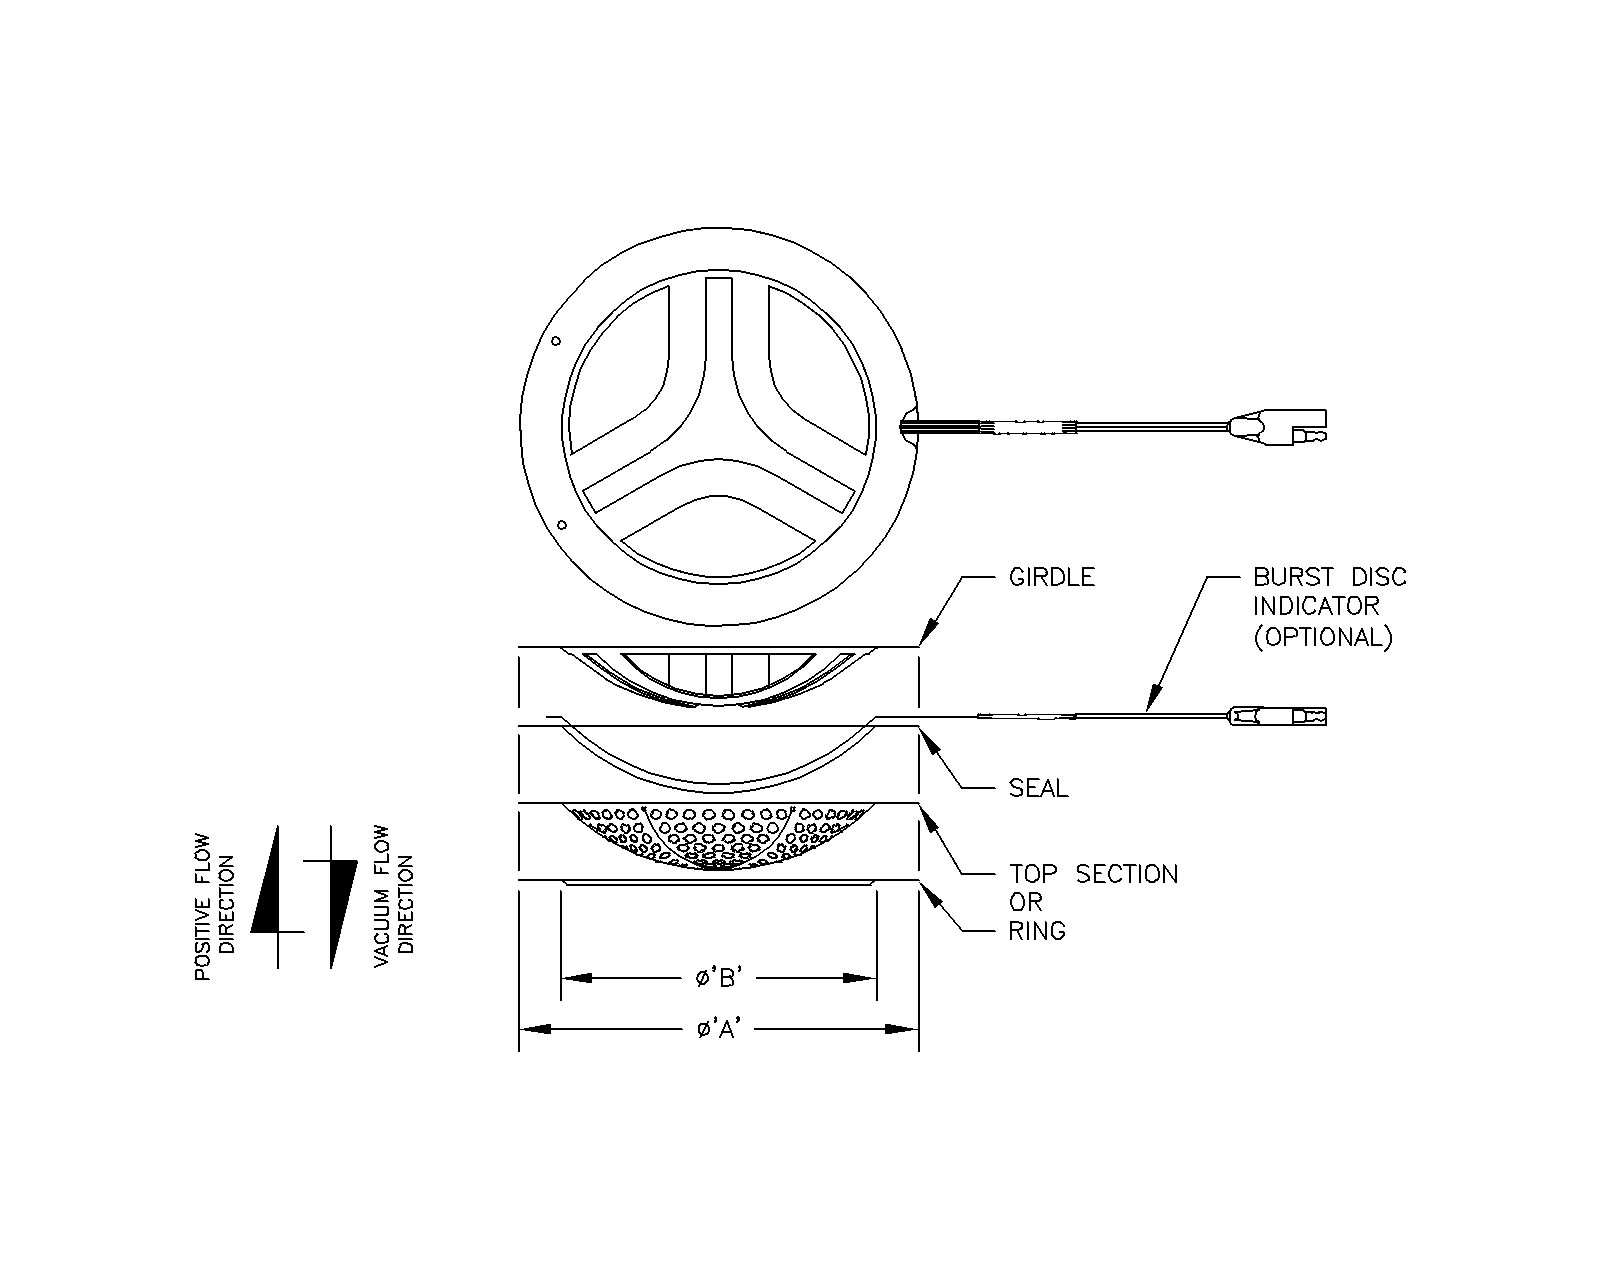 GIRDLE
BURST DISC
INDICATOR
(OPTIONAL)
SEAL
TOP SECTION
OR
RING
POSITIVE FLOW
DIRECTION
VACUUM FLOW
DIRECTION
ø'B'
ø'A'